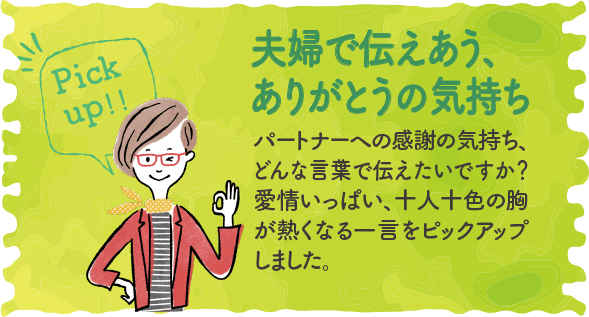 Pick
up!!
夫婦で伝えあう、
ありがとうの気持ち
パートナーへの感謝の気持ち、
どんな言葉で伝えたいですか？
愛情いっぱい、十人十色の胸
が熱くなる一言をピックアップ
しました。